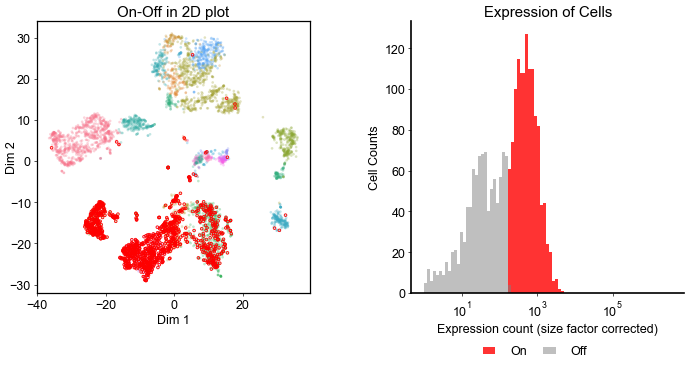 On-Off in 2D plot
30
20
10
0
−10
−20
−30
Dim 2
−40
−20
0
20
Dim 1
Expression of Cells
120
100
80
60
40
20
0
Cell Counts
10^1
10^3
10^5
Expression count (size factor corrected)
On
Off